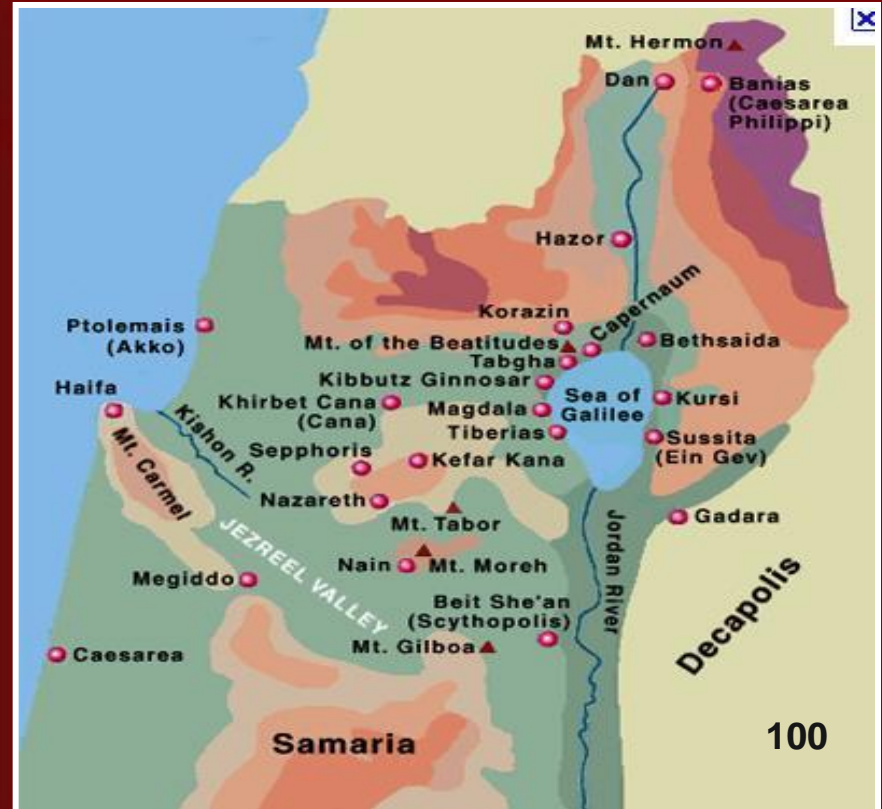 Mt. Hermon
Dan
Banias
(Caesarea
Philippi)
Hazor
Korazin
Capernaum
Ptolemais
(Akko)
Mt. of the Beatitudes
Bethsaida
Tabgha
Haifa
Kibbutz Ginnosar
Khirbet Cana
(Cana)
Magdala
Sea of
Galilee
Kursi
Kishon R.
Tiberias
Sussita
(Ein Gev)
Mt. Carmel
Sepphoris
Kefar Kana
Nazareth
Mt. Tabor
Jordan River
Gadara
JEZREEL VALLEY
Nain
Mt. Moreh
Megiddo
Beit She'an
(Scythopolis)
Decapolis
Mt. Gilboa
Caesarea
Samaria
100